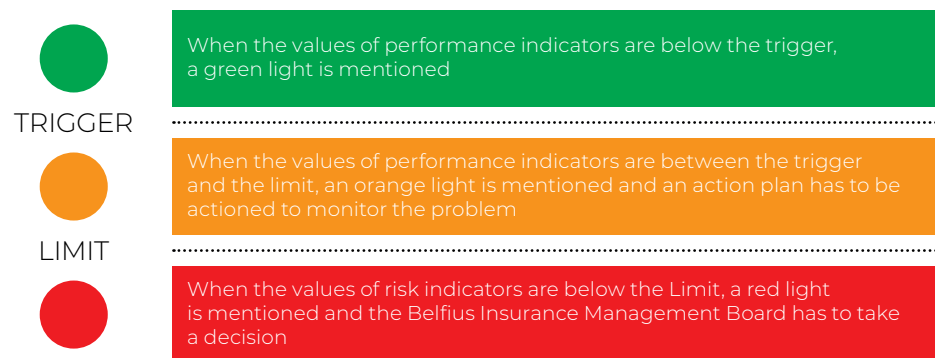 When the values of performance indicators are below the trigger,
a green light is mentioned
TRIGGER
When the values of performance indicators are between the trigger
and the limit, an orange light is mentioned and an action plan has to be
actioned to monitor the problem
LIMIT
When the values of risk indicators are below the Limit, a red light
is mentioned and the Belfius Insurance Management Board has to take
a decision